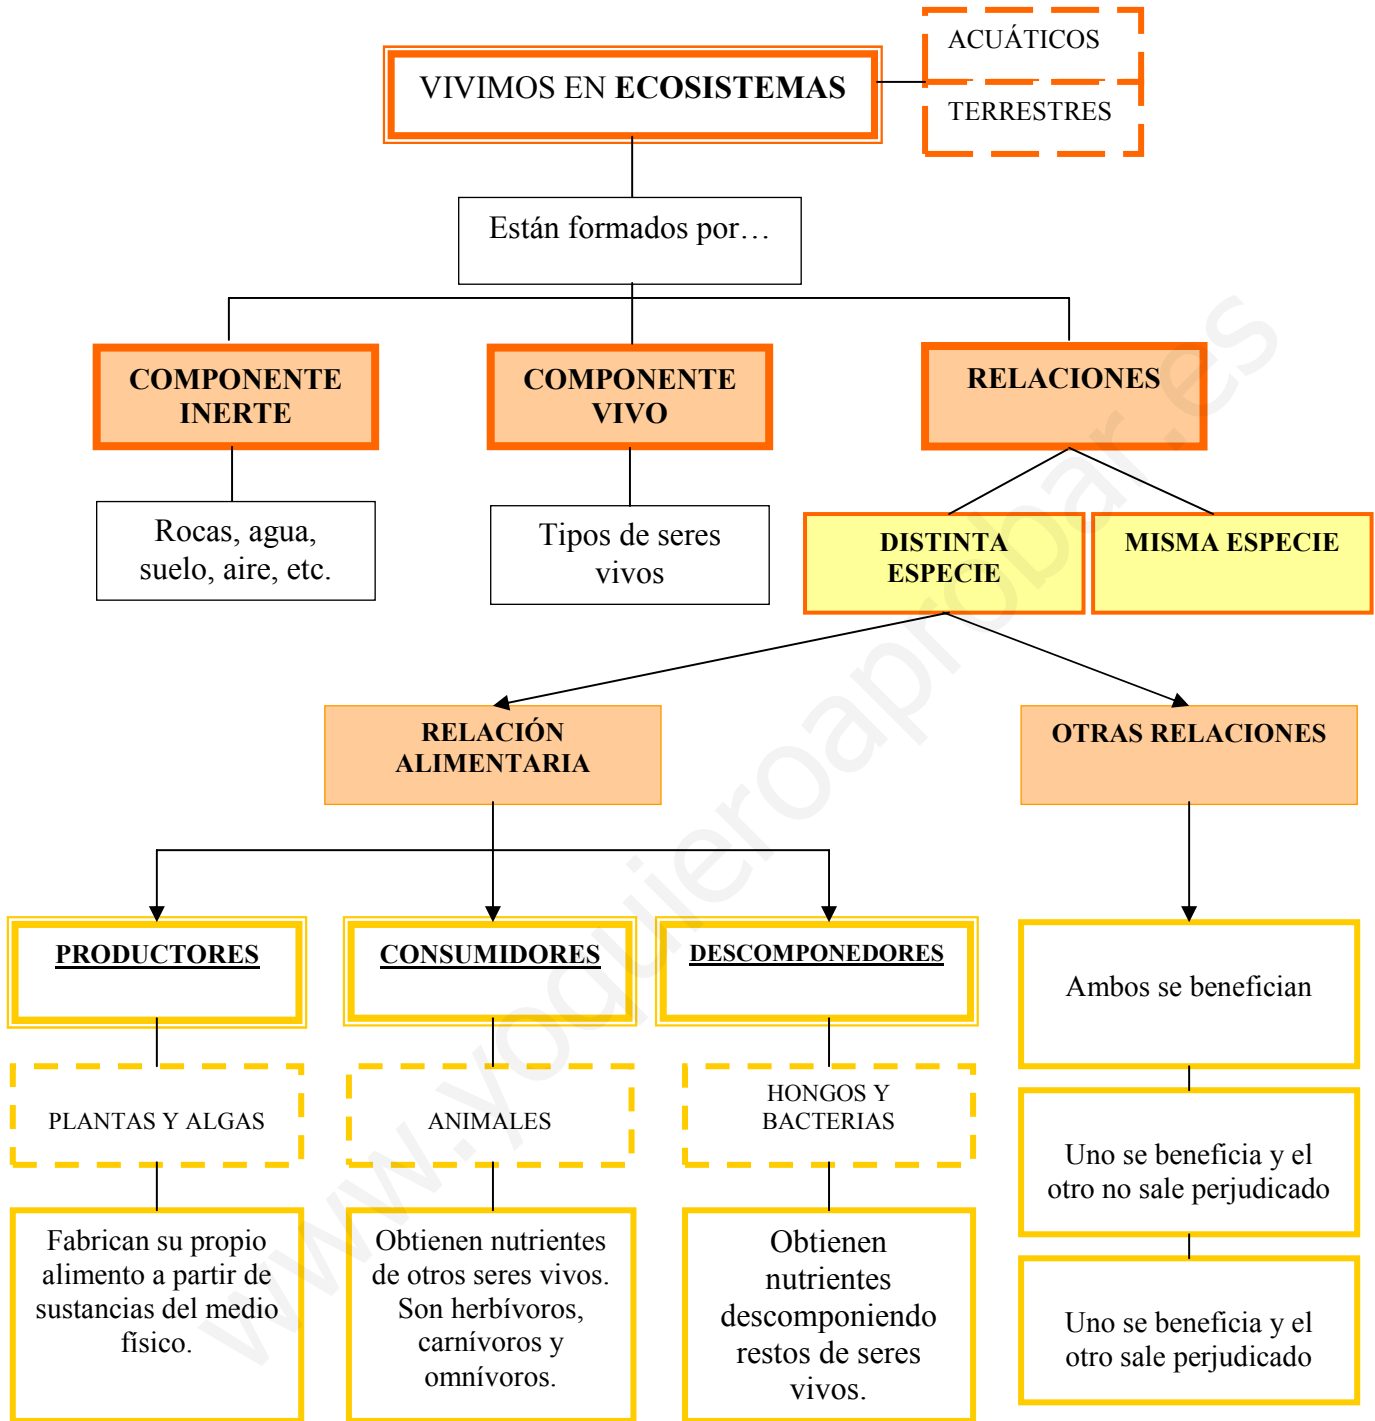 ACUÁTICOS
VIVIMOS EN ECOSISTEMAS
TERRESTRES
Están formados por…
COMPONENTE
INERTE
COMPONENTE
VIVO
RELACIONES
Rocas, agua,
suelo, aire, etc.
Tipos de seres
vivos
DISTINTA
ESPECIE
MISMA ESPECIE
RELACIÓN
ALIMENTARIA
OTRAS RELACIONES
PRODUCTORES
CONSUMIDORES
DESCOMPONEDORES
Ambos se benefician
PLANTAS Y ALGAS
ANIMALES
HONGOS Y
BACTERIAS
Uno se beneficia y el
otro no sale perjudicado
Fabrican su propio
alimento a partir de
sustancias del medio
físico.
Obtienen nutrientes
de otros seres vivos.
Son herbívoros,
carnívoros y
omnívoros.
Obtienen
nutrientes
descomponiendo
restos de seres
vivos.
Uno se beneficia y el
otro sale perjudicado
www.yoquieroaprobar.es